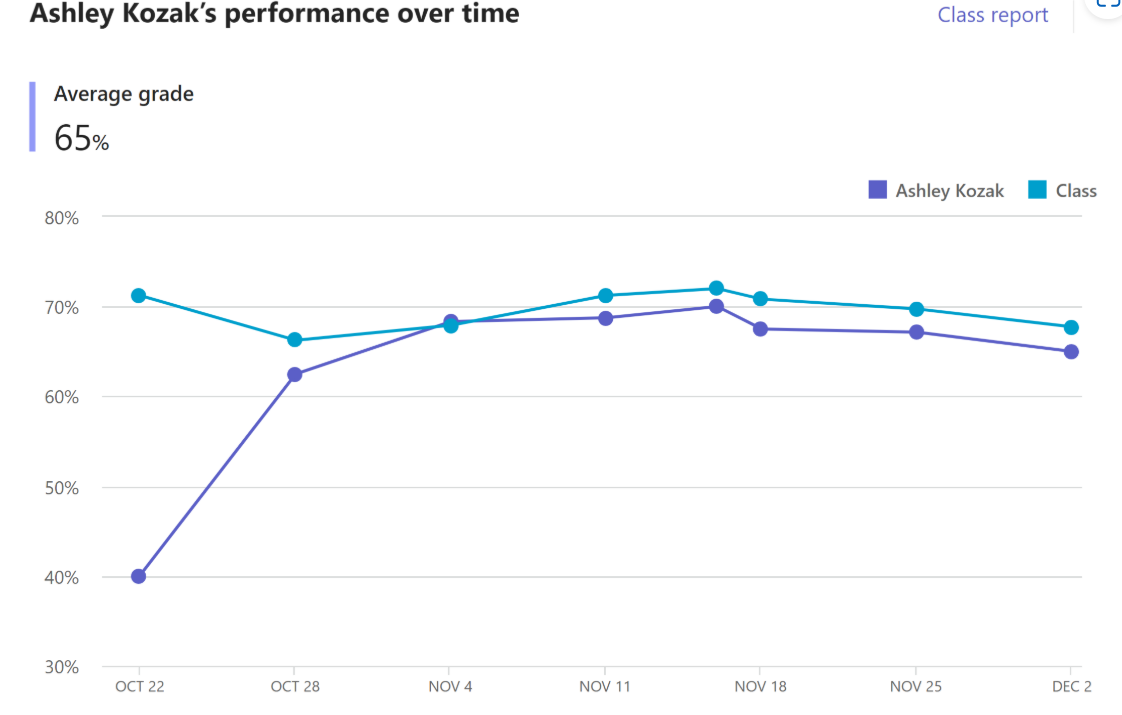 Ashley Kozak’s performance over time
Class report
Average grade
65%
Ashley Kozak
Class
80%
70%
60%
50%
40%
30%
OCT 22
OCT 28
NOV 4
NOV 11
NOV 18
NOV 25
DEC 2